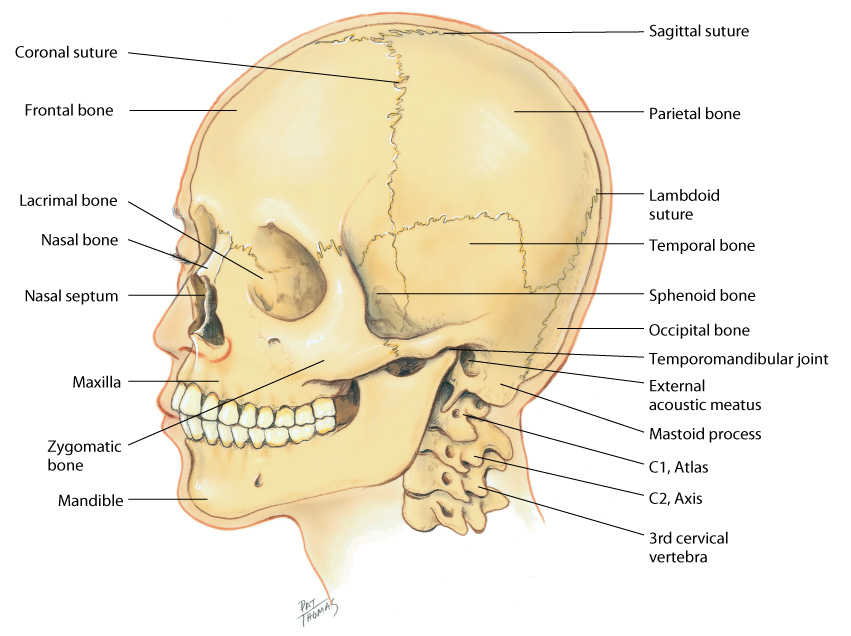 Coronal suture
Frontal bone
Lacrimal bone
Nasal bone
Nasal septum
Maxilla
Zygomatic
bone
Mandible
Sagittal suture
Parietal bone
Lambdoid
suture
Temporal bone
Sphenoid bone
Occipital bone
Temporomandibular joint
External
acoustic meatus
Mastoid process
C1, Atlas
C2, Axis
3rd cervical
vertebra
PAT
THOMAS